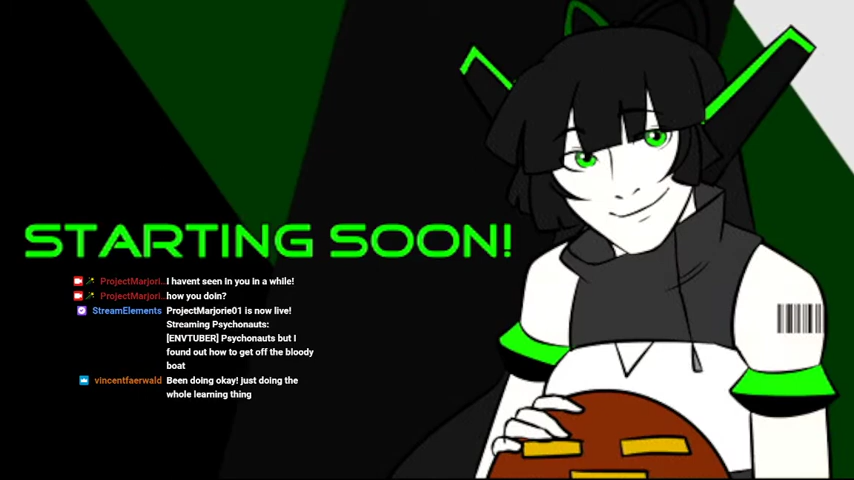 STARTING SOON!
ProjectMarjori... I havent seen in you in a while!
ProjectMarjori... how you doin?
StreamElements ProjectMarjorie01 is now live!
Streaming Psychonauts:
[ENVTUBER] Psychonauts but I
found out how to get off the bloody
boat
vincentfaerwald Been doing okay! just doing the
whole learning thing